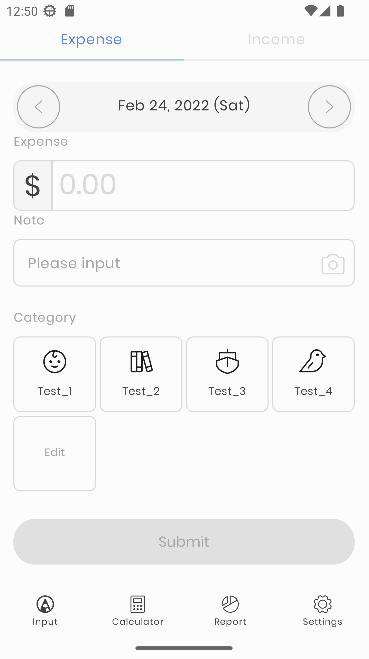 12:50
Expense Income
Feb 24, 2022 (Sat)
Expense
$ 0.00
Note
Please input
Category
Test_1 Test_2 Test_3 Test_4
Edit
Submit
Input Calculator Report Settings